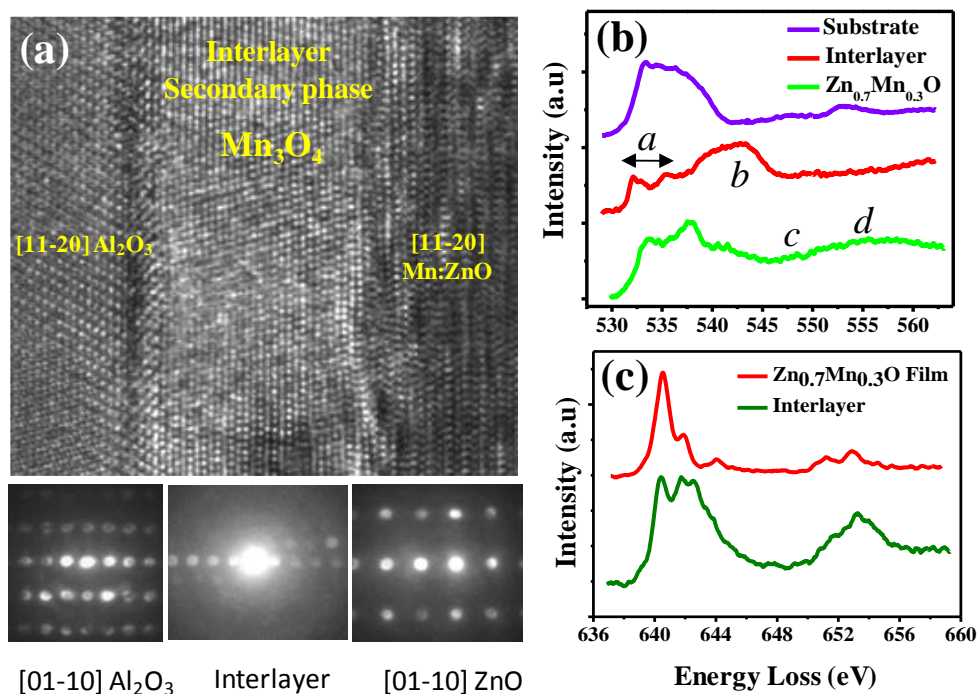 (a)
Interlayer
Secondary phase
Mn₃O₄
[11-20] Al₂O₃
[11-20]
Mn:ZnO
[01-10] Al₂O₃
Interlayer
[01-10] ZnO
(b)
Substrate
Interlayer
Zn₀.₇Mn₀.₃O
a
b
c
d
Intensity (a.u)
530 535 540 545 550 555 560
(c)
Zn0.7Mn0.3O Film
Interlayer
Intensity (a.u)
636 640 644 648 652 656 660
Energy Loss (eV)